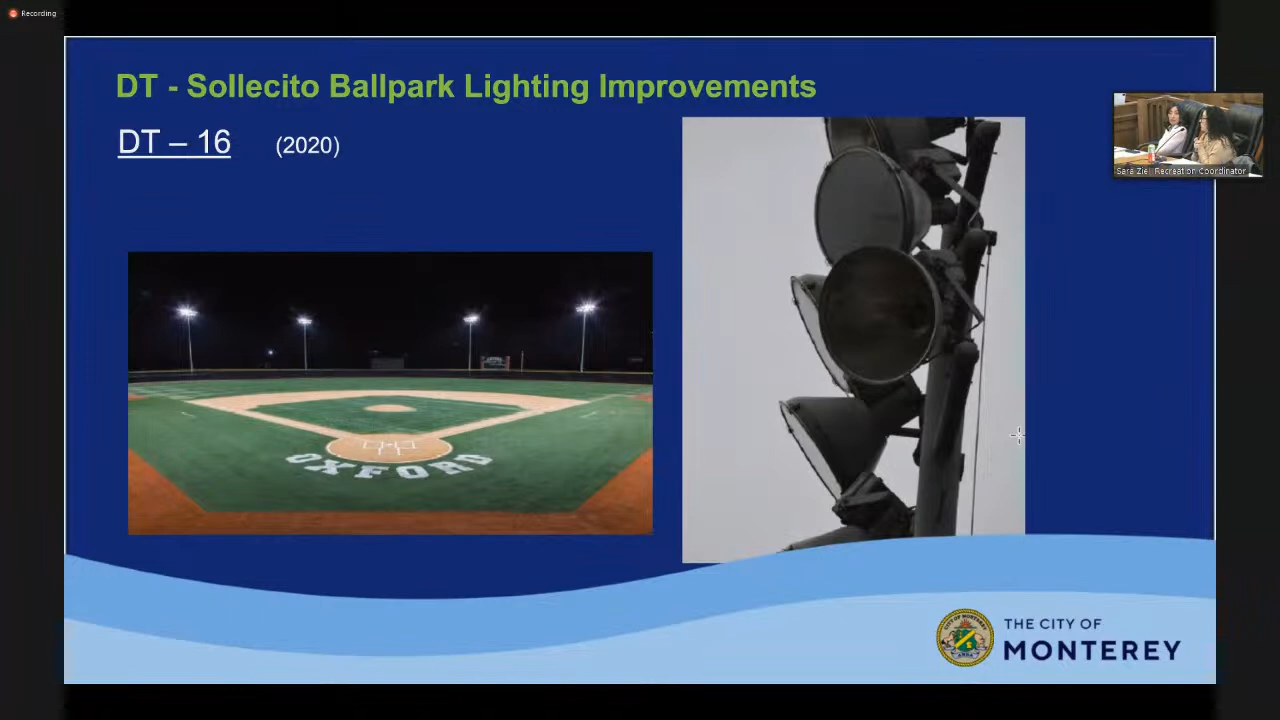 Recording
DT - Sollecito Ballpark Lighting Improvements
DT – 16 (2020)
Sara Ziel Recreation Coordinator
OXFORD
THE CITY OF
MONTEREY